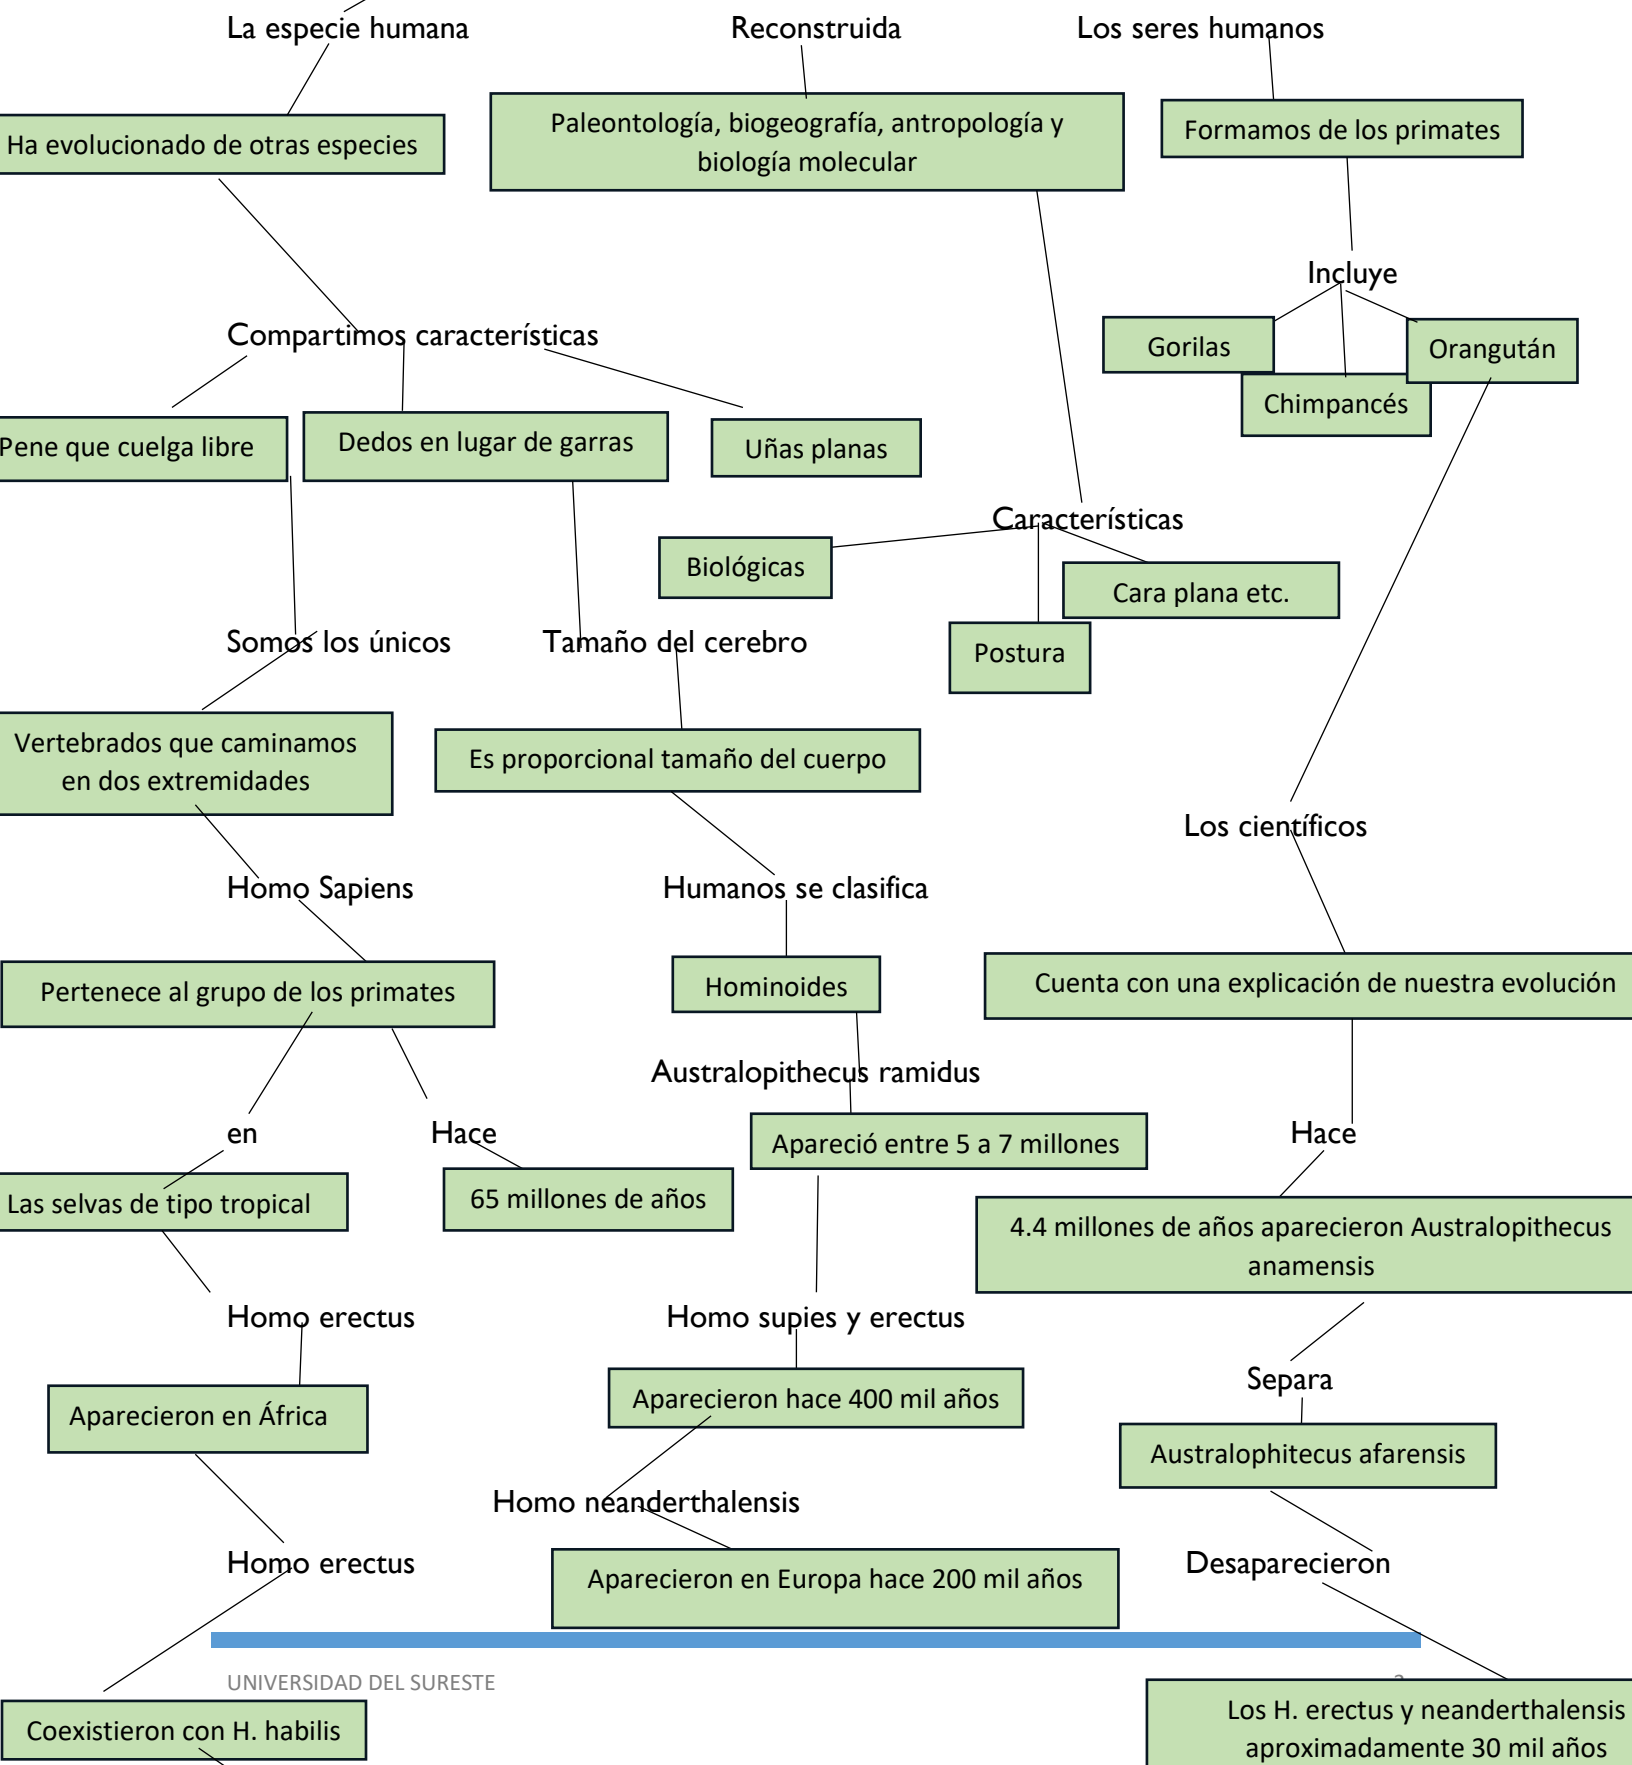 La especie humana
Reconstruida
Los seres humanos
Ha evolucionado de otras especies
Paleontología, biogeografía, antropología y
biología molecular
Formamos de los primates
Incluye
Compartimos características
Gorilas
Orangután
Chimpancés
Pene que cuelga libre
Dedos en lugar de garras
Uñas planas
Características
Biológicas
Cara plana etc.
Postura
Somos los únicos
Tamaño del cerebro
Vertebrados que caminamos
en dos extremidades
Es proporcional tamaño del cuerpo
Los científicos
Homo Sapiens
Humanos se clasifica
Pertenece al grupo de los primates
Hominoides
Cuenta con una explicación de nuestra evolución
Australopithecus ramidus
en
Hace
Apareció entre 5 a 7 millones
Hace
Las selvas de tipo tropical
65 millones de años
4.4 millones de años aparecieron Australopithecus
anamensis
Homo erectus
Homo supies y erectus
Separa
Aparecieron en África
Aparecieron hace 400 mil años
Australophitecus afarensis
Homo neanderthalensis
Homo erectus
Aparecieron en Europa hace 200 mil años
Desaparecieron
UNIVERSIDAD DEL SURESTE
Coexistieron con H. habilis
Los H. erectus y neanderthalensis
aproximadamente 30 mil años